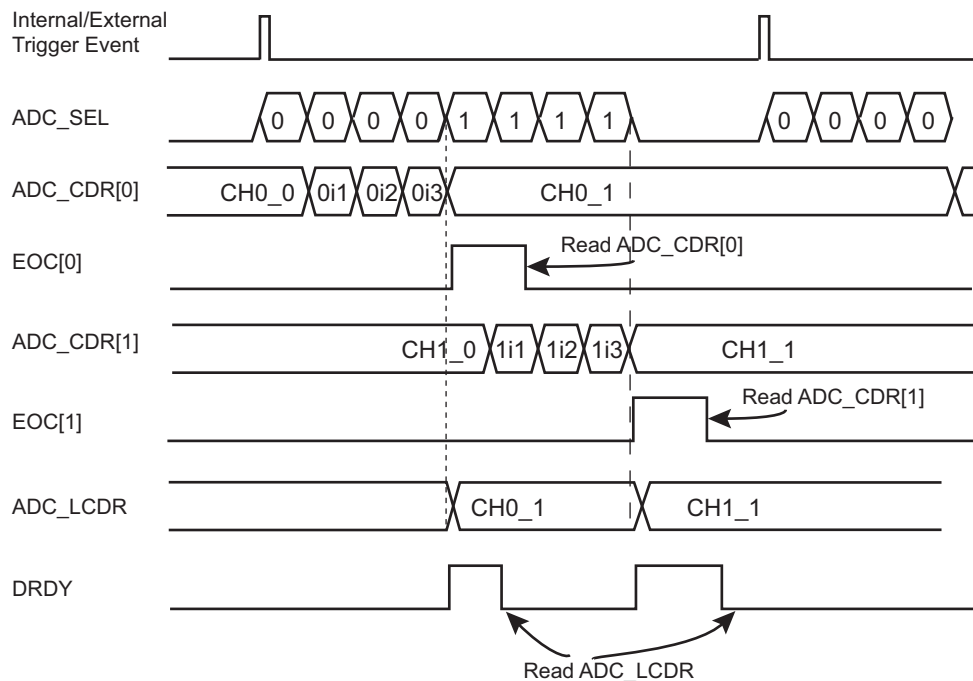 Internal/External
Trigger Event
ADC_SEL 0 0 0 0 1 1 1 1 0 0 0 0
ADC_CDR[0] CH0_0 0i1 0i2 0i3 CH0_1
Read ADC_CDR[0]
EOC[0]
ADC_CDR[1] CH1_0 1i1 1i2 1i3 CH1_1
Read ADC_CDR[1]
EOC[1]
ADC_LCDR CH0_1 CH1_1
DRDY
Read ADC_LCDR